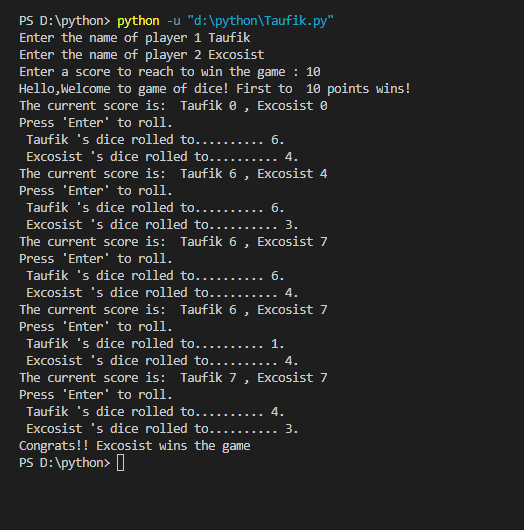 PS D:\python> python -u "d:\python\Taufik.py"
Enter the name of player 1 Taufik
Enter the name of player 2 Excosist
Enter a score to reach to win the game : 10
Hello,Welcome to game of dice! First to  10 points wins!
The current score is:  Taufik 0 , Excosist 0
Press 'Enter' to roll.
 Taufik 's dice rolled to.......... 6.
 Excosist 's dice rolled to.......... 4.
The current score is:  Taufik 6 , Excosist 4
Press 'Enter' to roll.
 Taufik 's dice rolled to.......... 6.
 Excosist 's dice rolled to.......... 3.
The current score is:  Taufik 6 , Excosist 7
Press 'Enter' to roll.
 Taufik 's dice rolled to.......... 6.
 Excosist 's dice rolled to.......... 4.
The current score is:  Taufik 6 , Excosist 7
Press 'Enter' to roll.
 Taufik 's dice rolled to.......... 1.
 Excosist 's dice rolled to.......... 4.
The current score is:  Taufik 7 , Excosist 7
Press 'Enter' to roll.
 Taufik 's dice rolled to.......... 4.
 Excosist 's dice rolled to.......... 3.
Congrats!! Excosist wins the game
PS D:\python>